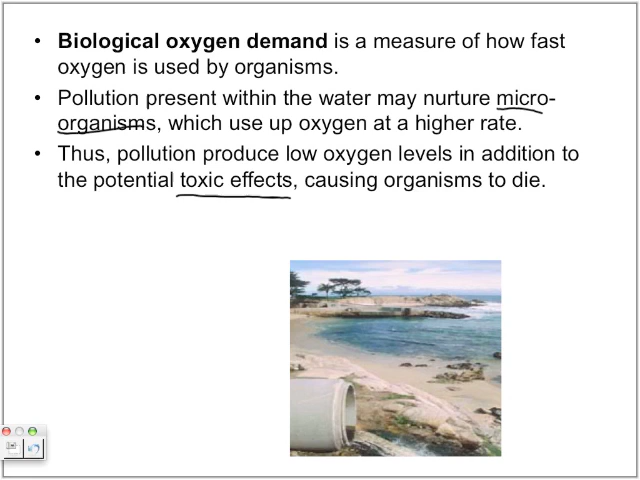 • Biological oxygen demand is a measure of how fast
oxygen is used by organisms.
• Pollution present within the water may nurture micro-
organisms, which use up oxygen at a higher rate.
• Thus, pollution produce low oxygen levels in addition to
the potential toxic effects, causing organisms to die.